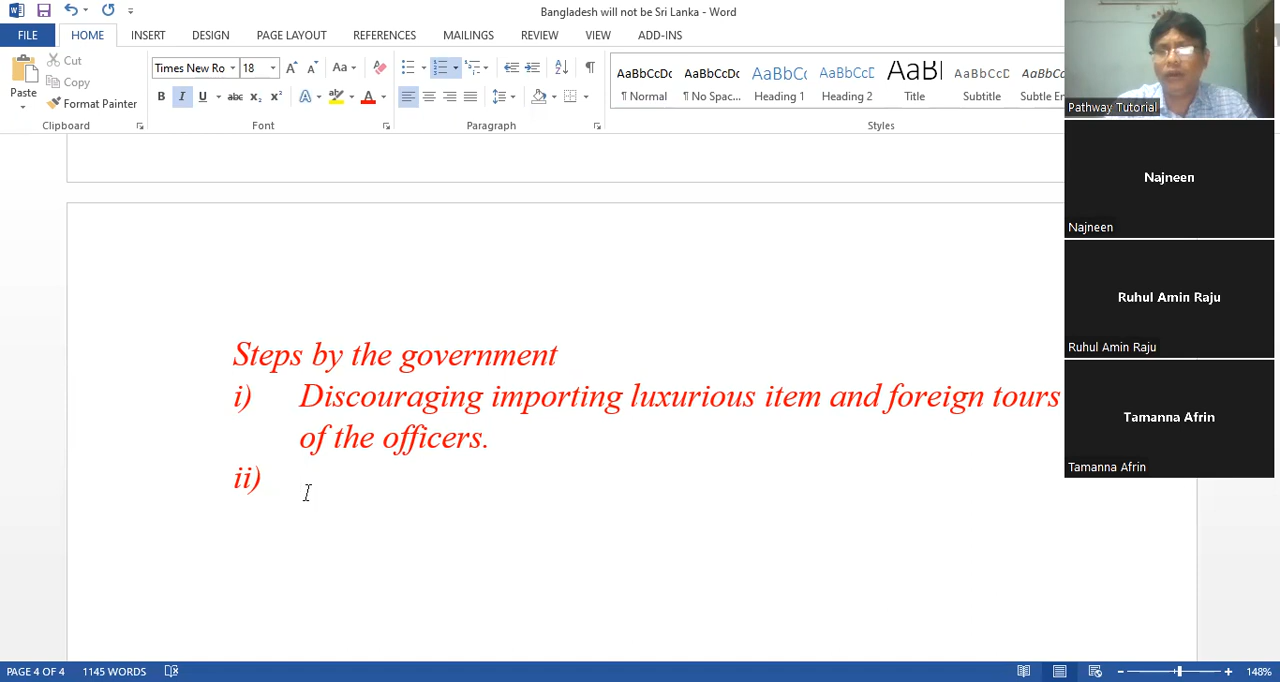 Bangladesh will not be Sri Lanka - Word
FILE HOME INSERT DESIGN PAGE LAYOUT REFERENCES MAILINGS REVIEW VIEW ADD-INS
Paste
Cut
Copy
Format Painter
Clipboard
Times New Ro 18
Font
Paragraph
AaBbCcDc AaBbCcDc AaBbCc AaBbCcD AaBl AaBbCcD AaBbCcD
¶ Normal ¶ No Spac... Heading 1 Heading 2 Title Subtitle Subtle Em
Styles
Pathway Tutorial
Najneen
Najneen
Ruhul Amin Raju
Ruhul Amin Raju
Tamanna Afrin
Tamanna Afrin
Steps by the government
i) Discouraging importing luxurious item and foreign tours
of the officers.
ii)
PAGE 4 OF 4 1145 WORDS 148%